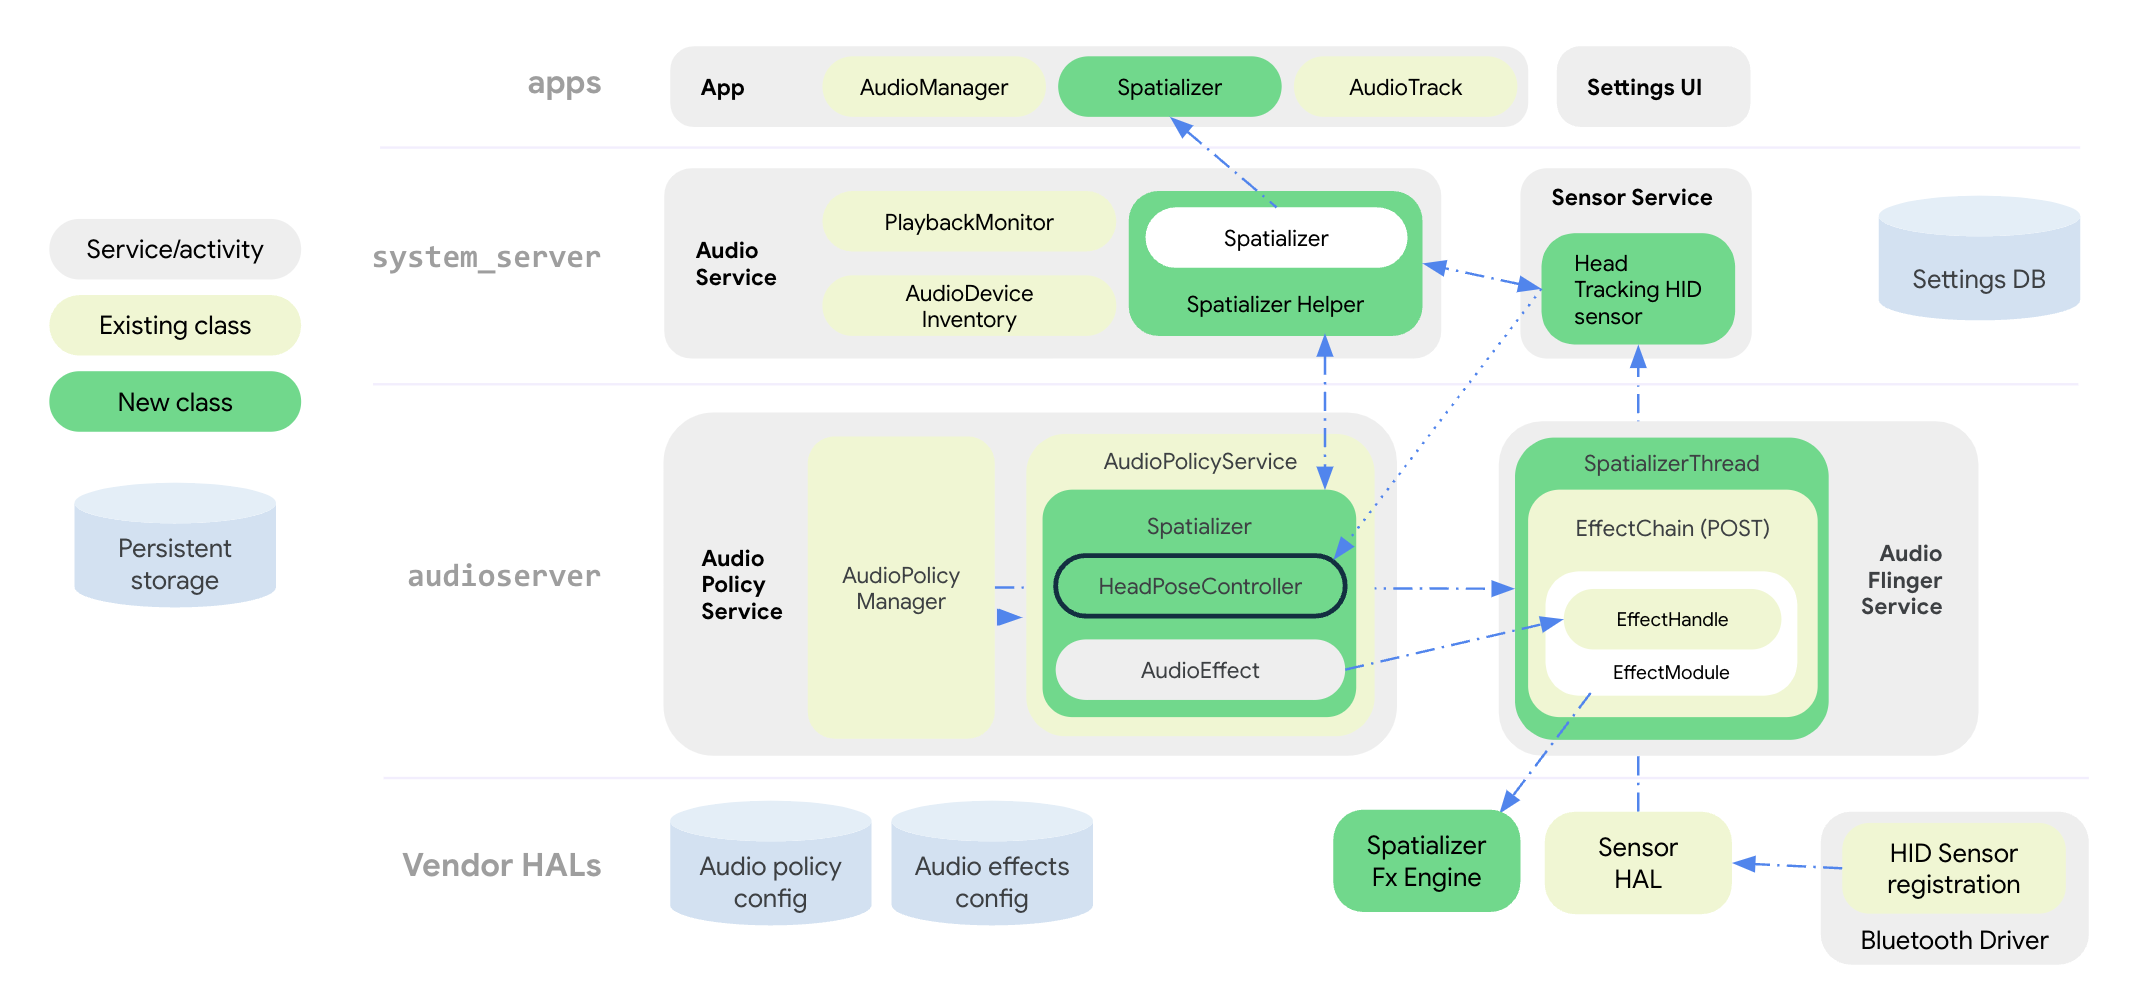 apps
App
AudioManager
Spatializer
AudioTrack
Settings UI
Service/activity
Existing class
New class
Persistent
storage
system_server
Audio
Service
PlaybackMonitor
AudioDevice
Inventory
Spatializer
Spatializer Helper
Sensor Service
Head
Tracking HID
sensor
Settings DB
audioserver
Audio
Policy
Service
AudioPolicy
Manager
AudioPolicyService
Spatializer
HeadPoseController
AudioEffect
SpatializerThread
EffectChain (POST)
EffectHandle
EffectModule
Audio
Flinger
Service
Vendor HALs
Audio policy
config
Audio effects
config
Spatializer
Fx Engine
Sensor
HAL
HID Sensor
registration
Bluetooth Driver